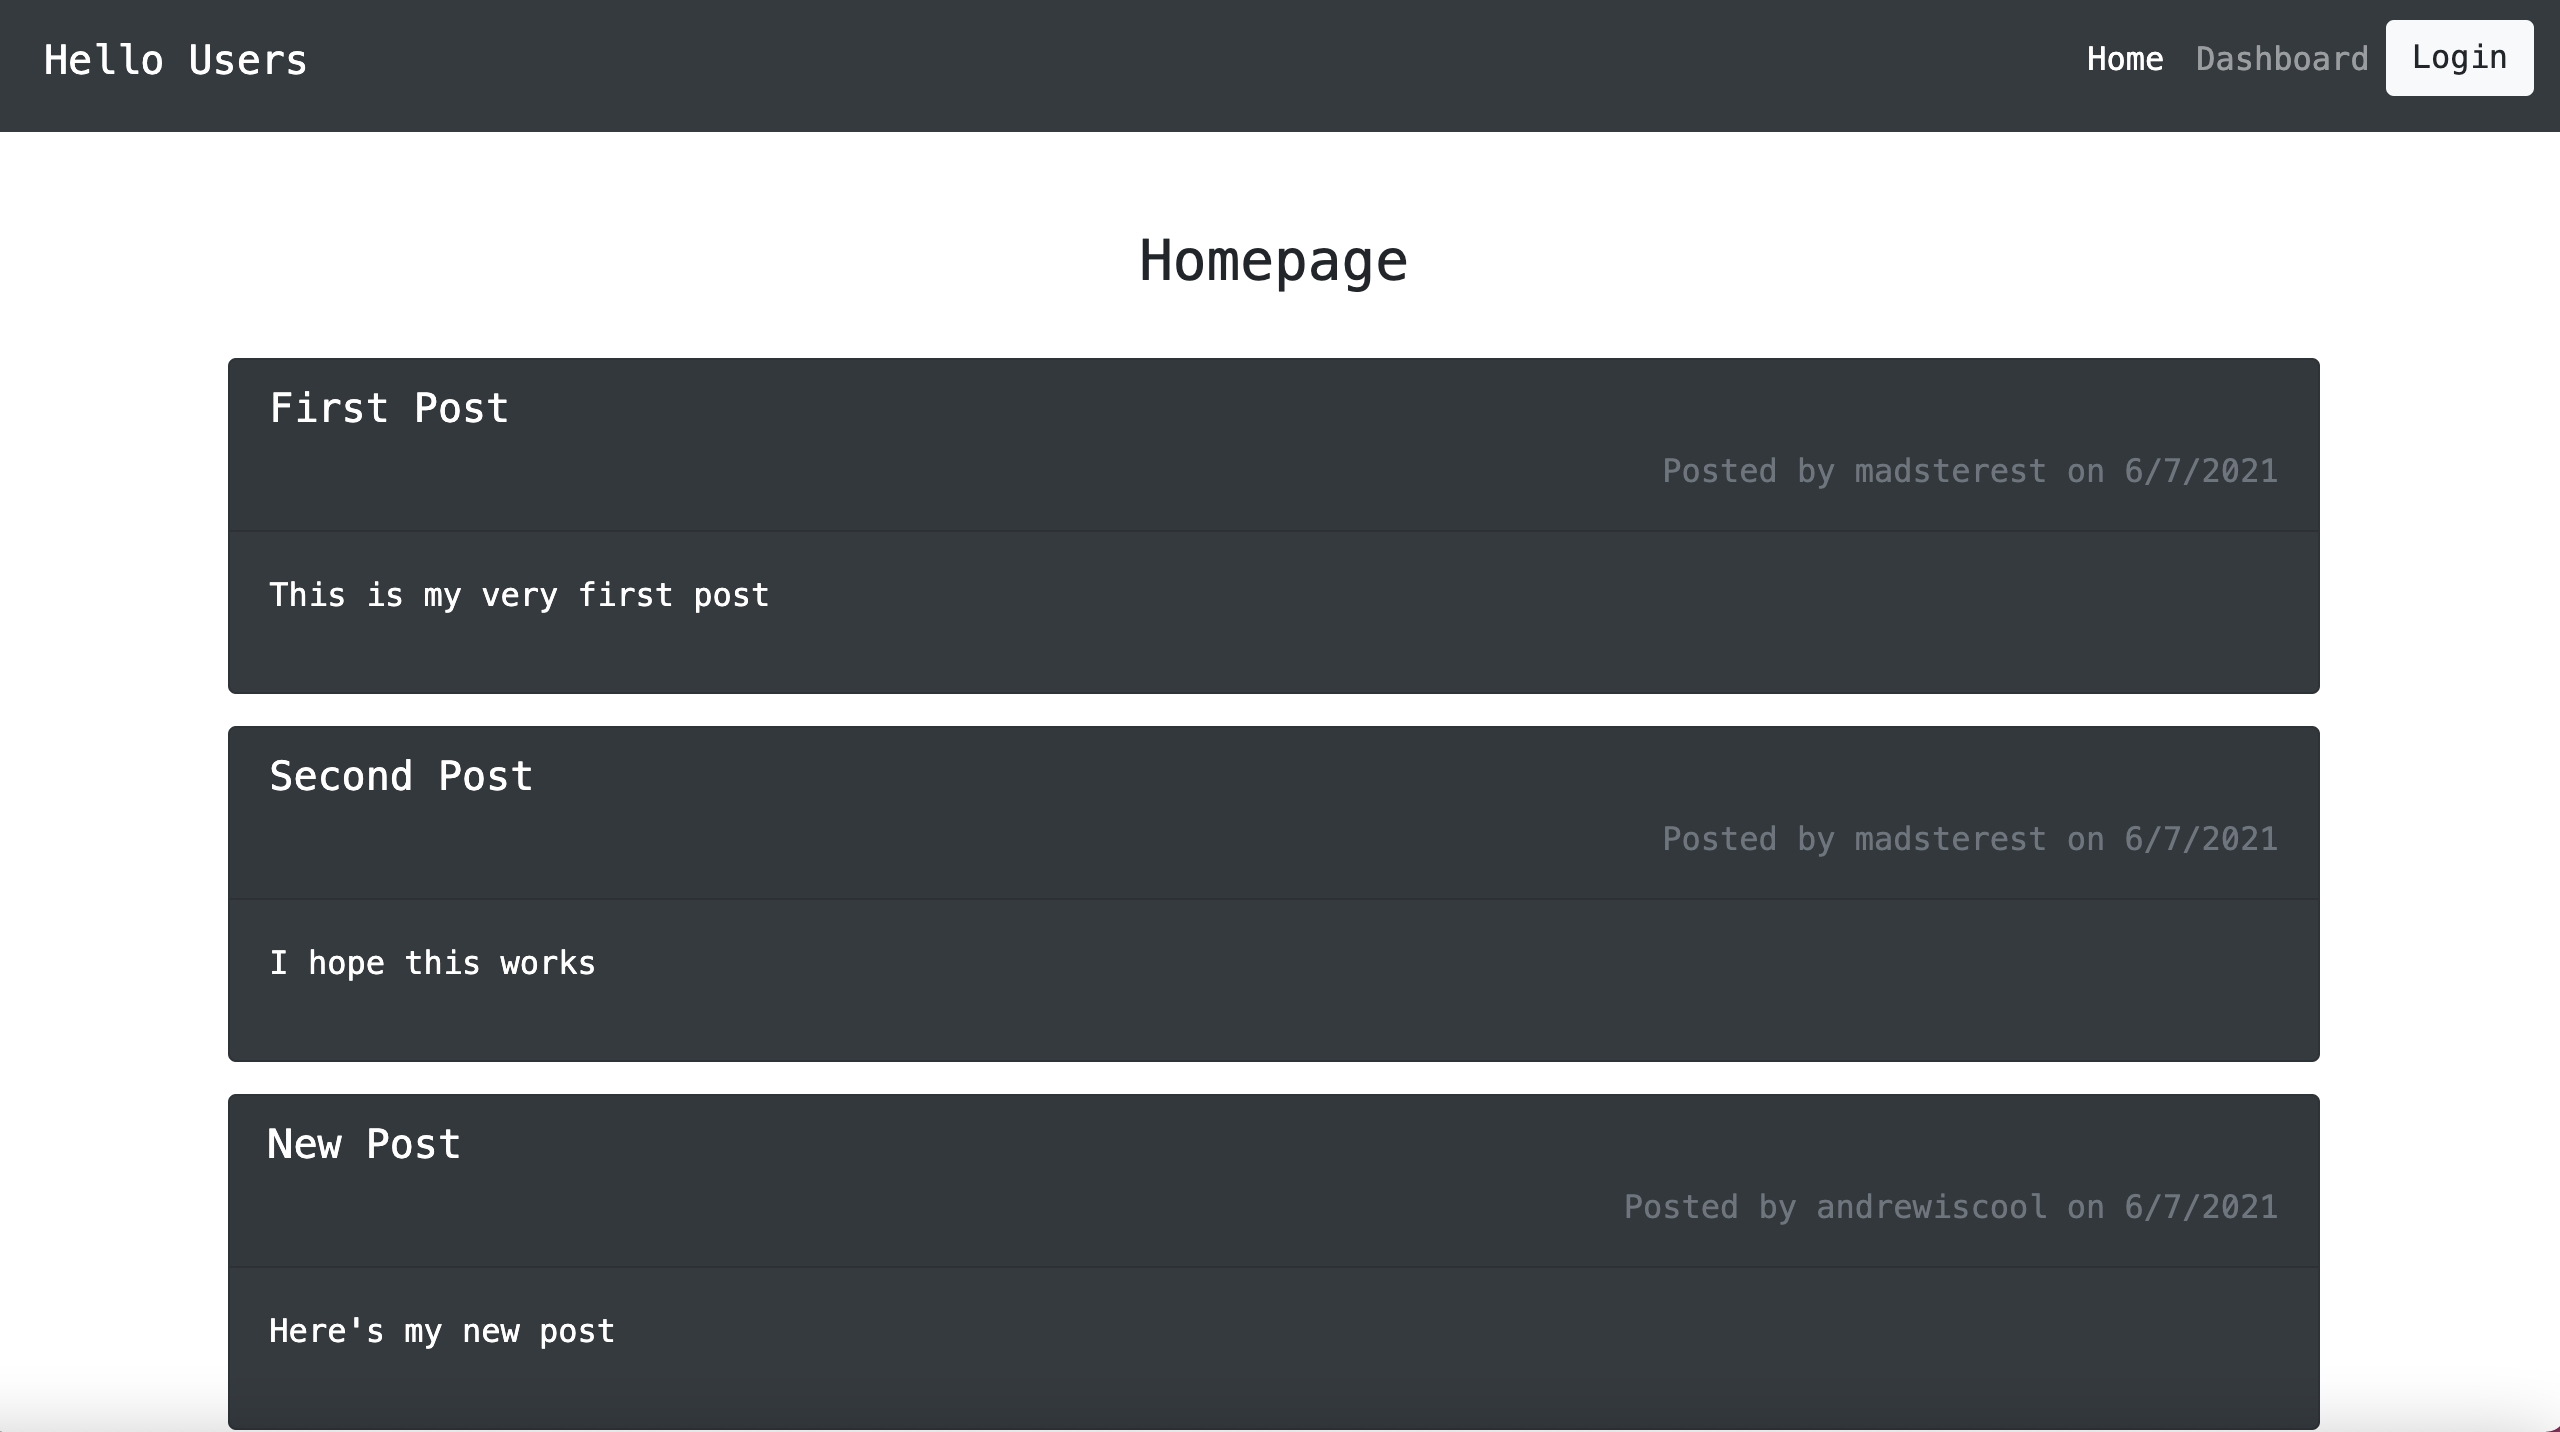 Hello Users
Home Dashboard Login
Homepage
First Post
Posted by madsterest on 6/7/2021
This is my very first post
Second Post
Posted by madsterest on 6/7/2021
I hope this works
New Post
Posted by andrewiscool on 6/7/2021
Here's my new post